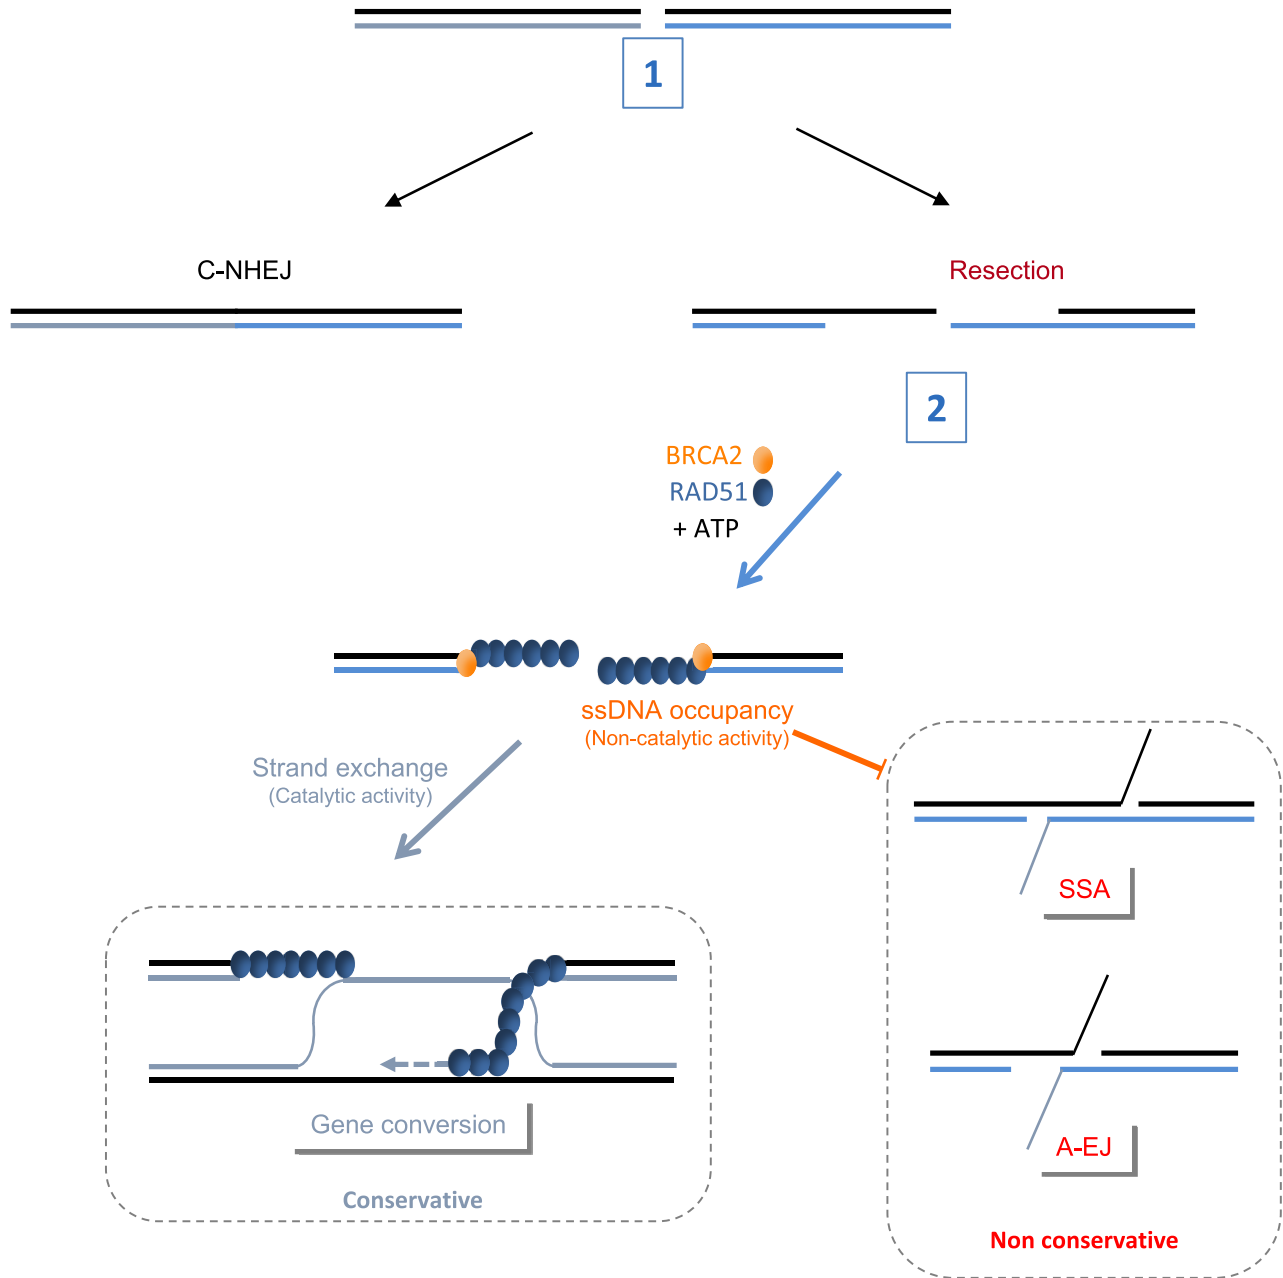 1
C-NHEJ
Resection
2
BRCA2
RAD51
+ ATP
ssDNA occupancy
(Non-catalytic activity)
Strand exchange
(Catalytic activity)
SSA
Gene conversion
A-EJ
Conservative
Non conservative